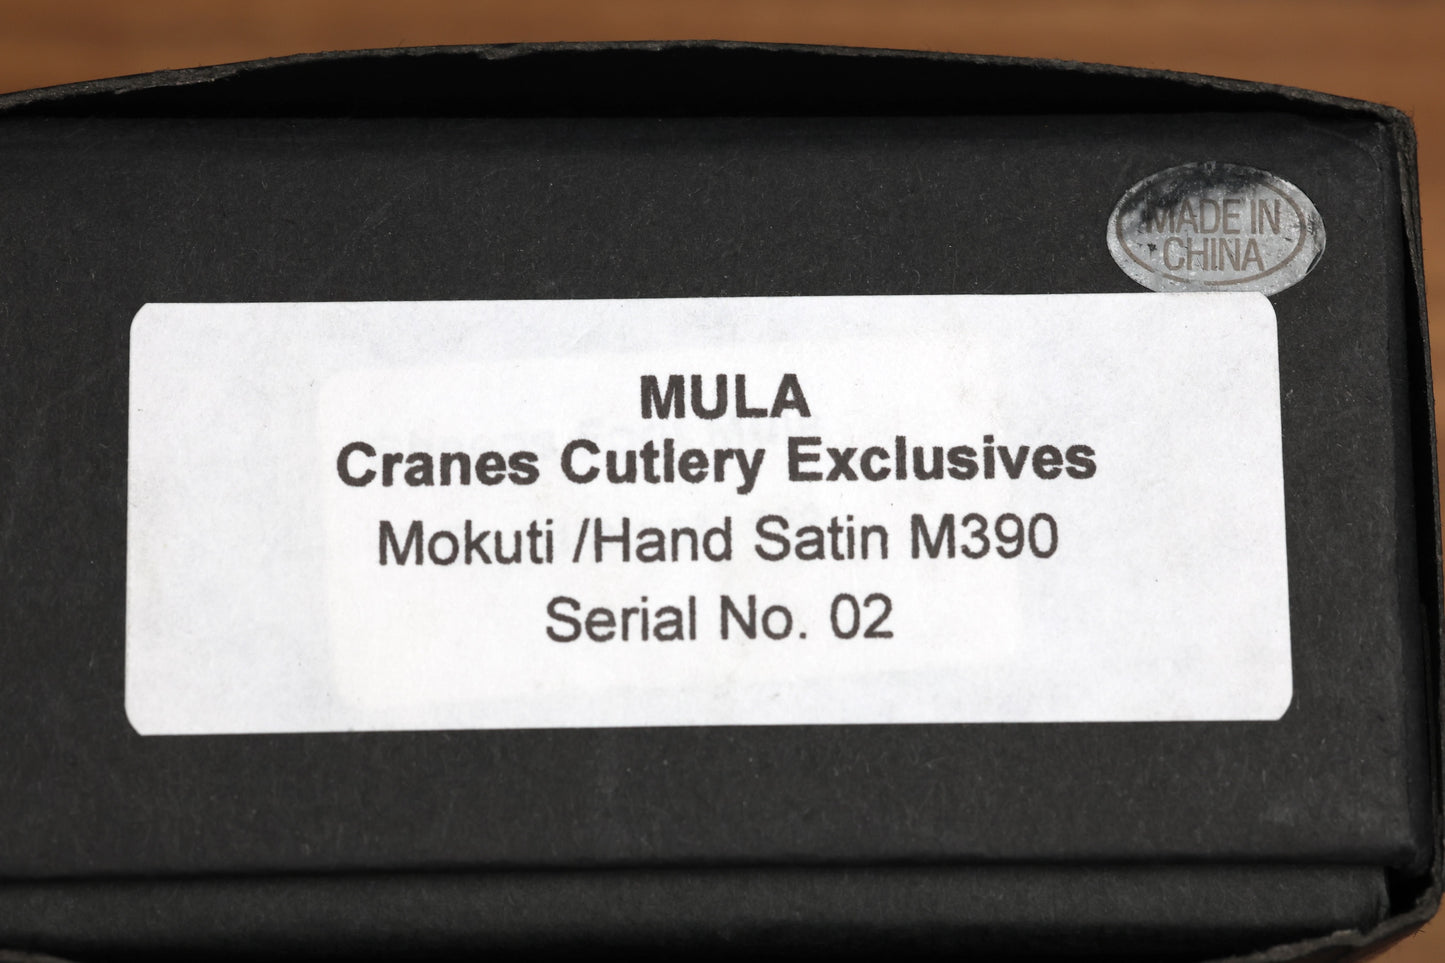 MADE IN
CHINA
MULA
Cranes Cutlery Exclusives
Mokuti /Hand Satin M390
Serial No. 02